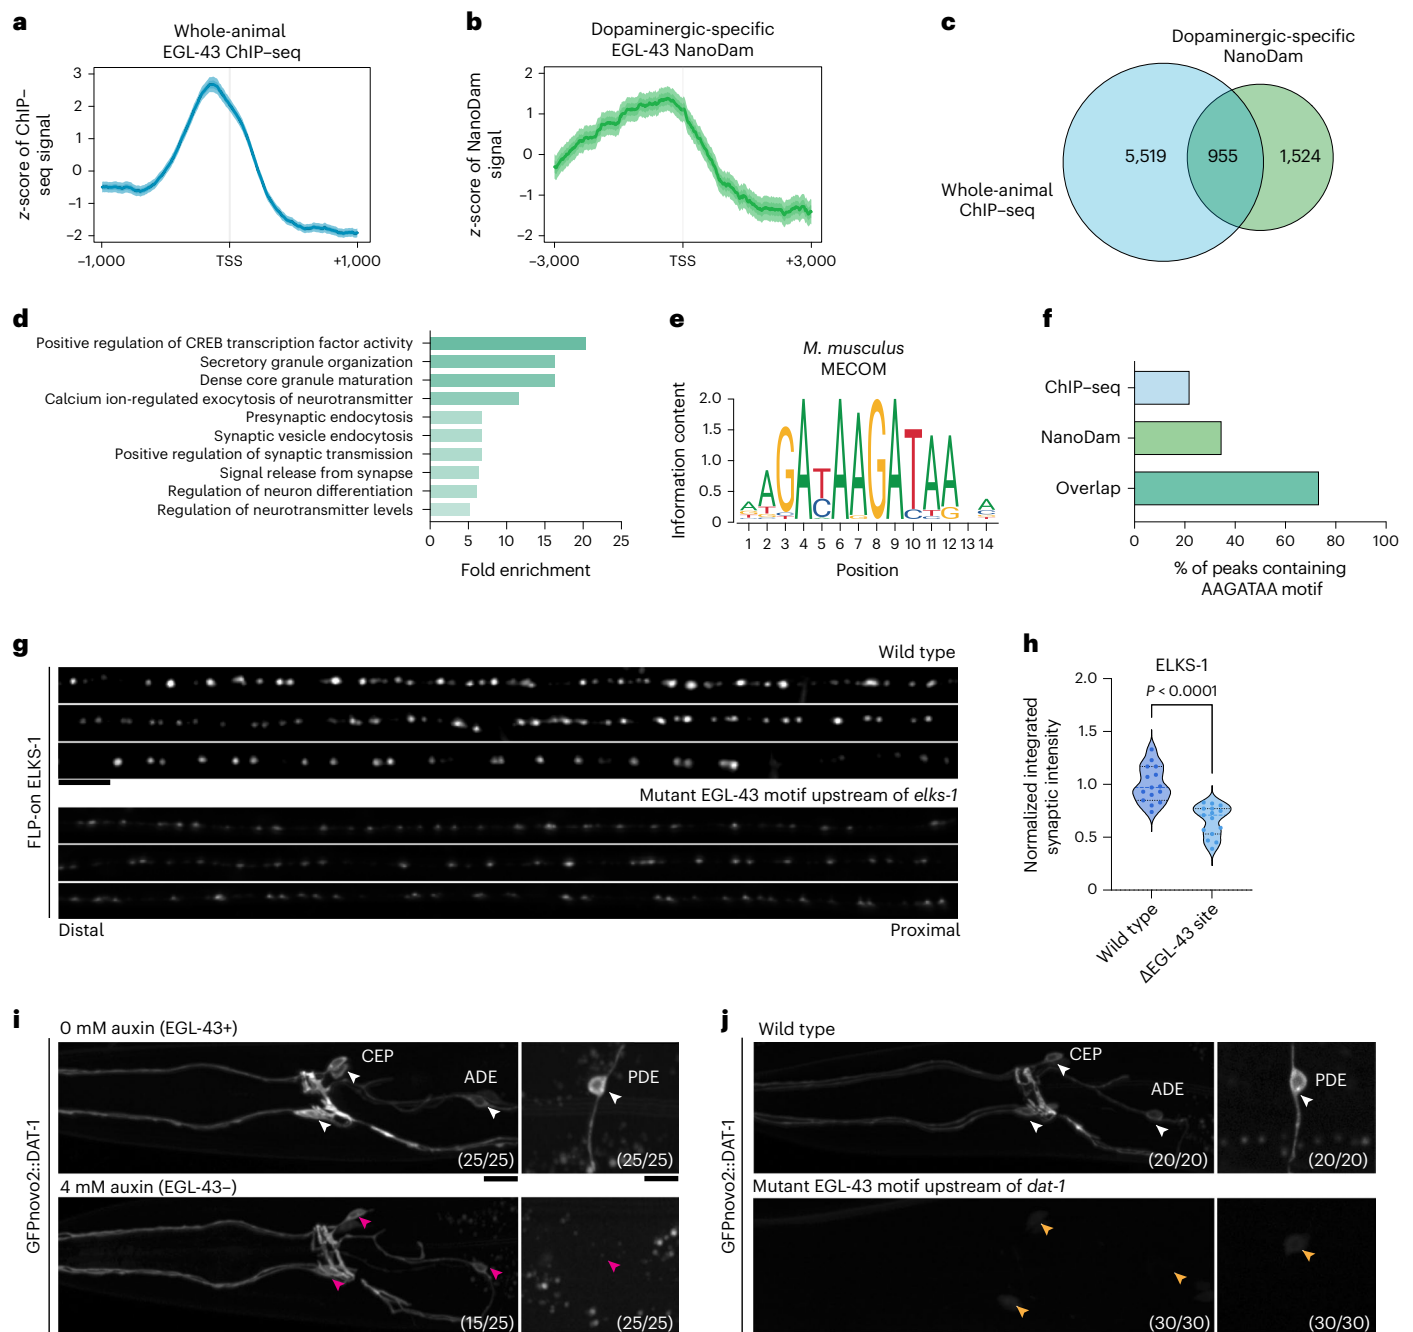 a
Whole-animal
EGL-43 ChIP–seq
z-score of ChIP–
seq signal
3
2
1
0
–1
–2
–1,000
TSS
+1,000
b
Dopaminergic-specific
EGL-43 NanoDam
z-score of NanoDam
signal
2
1
0
–1
–2
–3,000
TSS
+3,000
c
Dopaminergic-specific
NanoDam
5,519
955
1,524
Whole-animal
ChIP–seq
d
Positive regulation of CREB transcription factor activity
Secretory granule organization
Dense core granule maturation
Calcium ion-regulated exocytosis of neurotransmitter
Presynaptic endocytosis
Synaptic vesicle endocytosis
Positive regulation of synaptic transmission
Signal release from synapse
Regulation of neuron differentiation
Regulation of neurotransmitter levels
0 5 10 15 20 25
Fold enrichment
e
M. musculus
MECOM
Information content
2.0
1.5
1.0
0.5
0
1 2 3 4 5 6 7 8 9 10 11 12 13 14
Position
f
ChIP–seq
NanoDam
Overlap
0 20 40 60 80 100
% of peaks containing
AAGATAA motif
g
Wild type
FLP-on ELKS-1
Mutant EGL-43 motif upstream of elks-1
Distal
Proximal
h
ELKS-1
P < 0.0001
Normalized integrated
synaptic intensity
2.0
1.5
1.0
0.5
0
Wild type
ΔEGL-43 site
i
0 mM auxin (EGL-43+)
CEP
ADE
PDE
(25/25)
(25/25)
GFPnovo2::DAT-1
4 mM auxin (EGL-43–)
(15/25)
(25/25)
j
Wild type
CEP
ADE
PDE
(20/20)
(20/20)
GFPnovo2::DAT-1
Mutant EGL-43 motif upstream of dat-1
(30/30)
(30/30)